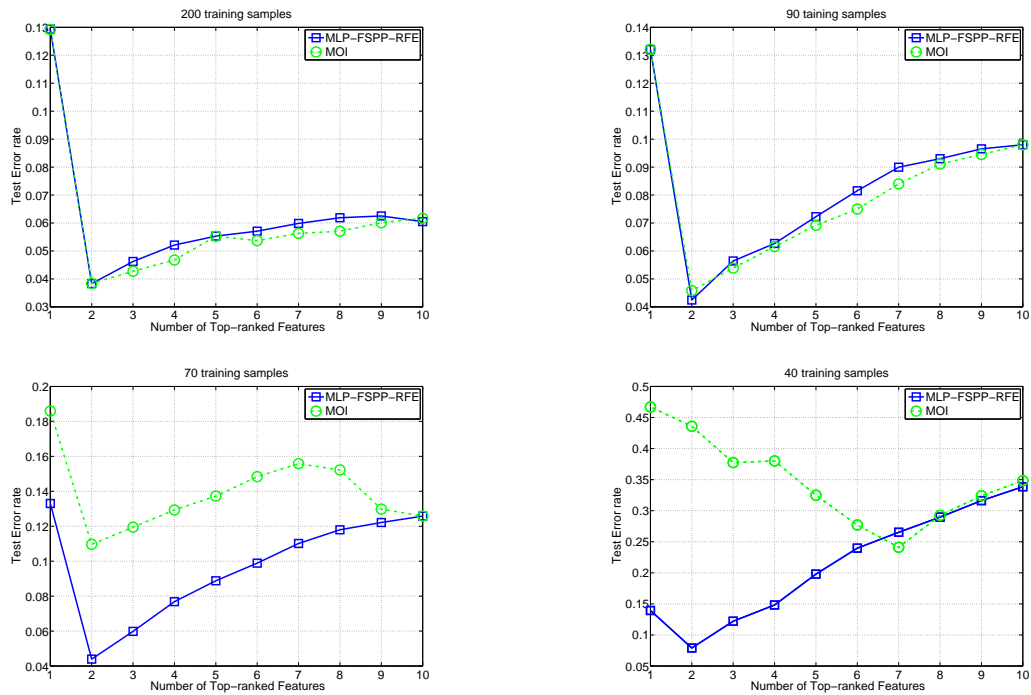 200 training samples
0.13
0.12
0.11
0.1
0.09
0.08
0.07
0.06
0.05
0.04
0.03
Test Error rate
MLP−FSPP−RFE
MOI
1 2 3 4 5 6 7 8 9 10
Number of Top−ranked Features
90 taining samples
0.14
0.13
0.12
0.11
0.1
0.09
0.08
0.07
0.06
0.05
0.04
Test Error rate
MLP−FSPP−RFE
MOI
1 2 3 4 5 6 7 8 9 10
Number of Top−ranked Features
70 training samples
0.2
0.18
0.16
0.14
0.12
0.1
0.08
0.06
0.04
Test Error rate
MLP−FSPP−RFE
MOI
1 2 3 4 5 6 7 8 9 10
Number of Top−ranked Features
40 training samples
0.5
0.45
0.4
0.35
0.3
0.25
0.2
0.15
0.1
0.05
Test Error rate
MLP−FSPP−RFE
MOI
1 2 3 4 5 6 7 8 9 10
Number of Top−ranked Features